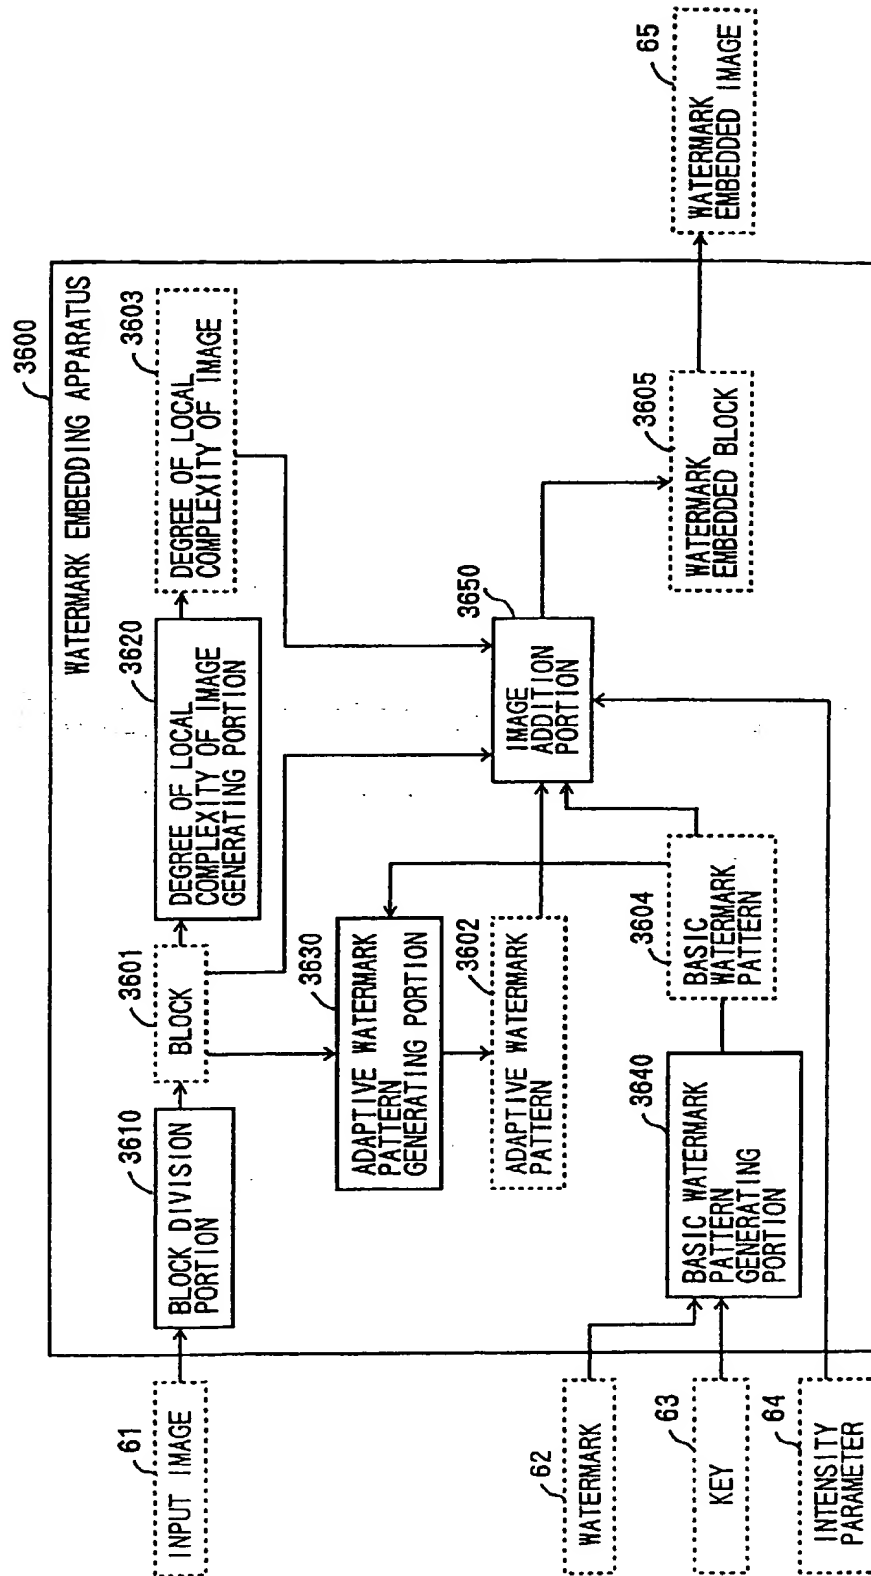 3600
WATERMARK EMBEDDING APPARATUS
61
INPUT IMAGE
3610
BLOCK DIVISION
PORTION
3601
BLOCK
3620
DEGREE OF LOCAL
COMPLEXITY OF IMAGE
GENERATING PORTION
3603
DEGREE OF LOCAL
COMPLEXITY OF IMAGE
3630
ADAPTIVE WATERMARK
PATTERN
GENERATING PORTION
3602
ADAPTIVE WATERMARK
PATTERN
3650
IMAGE
ADDITION
PORTION
3605
WATERMARK
EMBEDDED BLOCK
65
WATERMARK
EMBEDDED IMAGE
62
WATERMARK
63
KEY
64
INTENSITY
PARAMETER
3640
BASIC WATERMARK
PATTERN
GENERATING
PORTION
3604
BASIC
WATERMARK
PATTERN